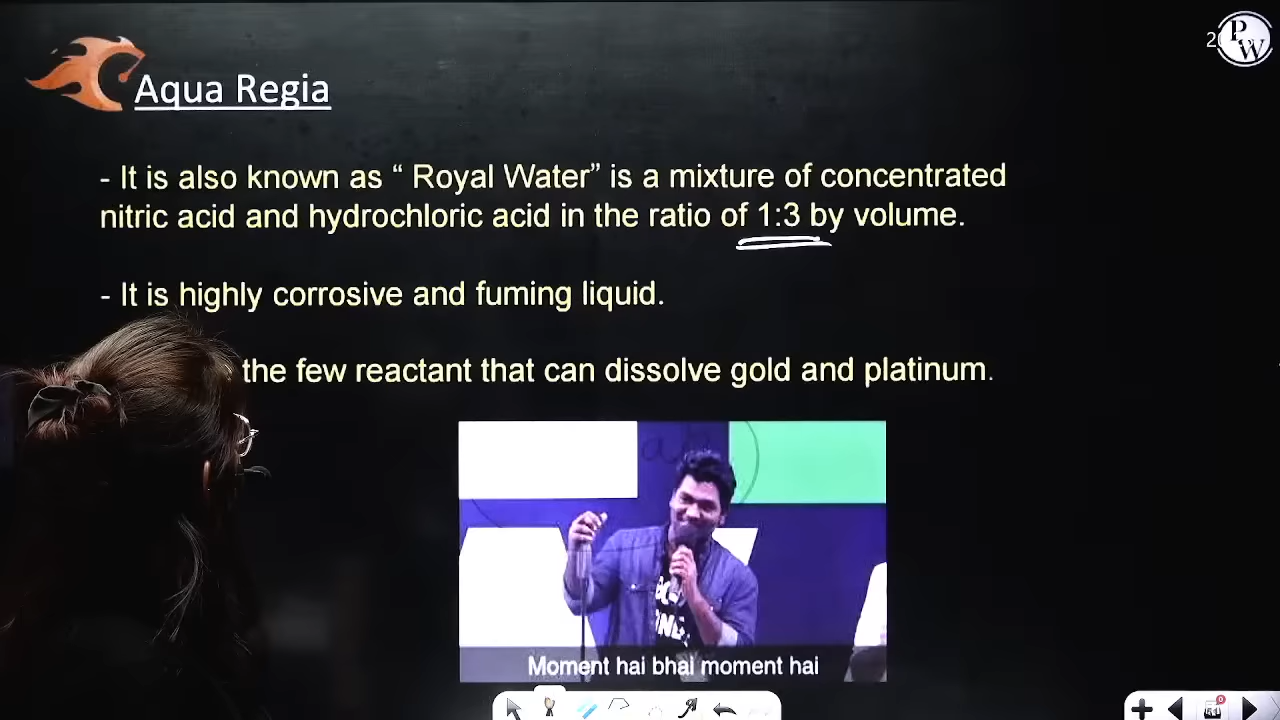 Aqua Regia
- It is also known as “ Royal Water” is a mixture of concentrated
nitric acid and hydrochloric acid in the ratio of 1:3 by volume.
- It is highly corrosive and fuming liquid.
the few reactant that can dissolve gold and platinum.
Moment hai bhai moment hai
PW